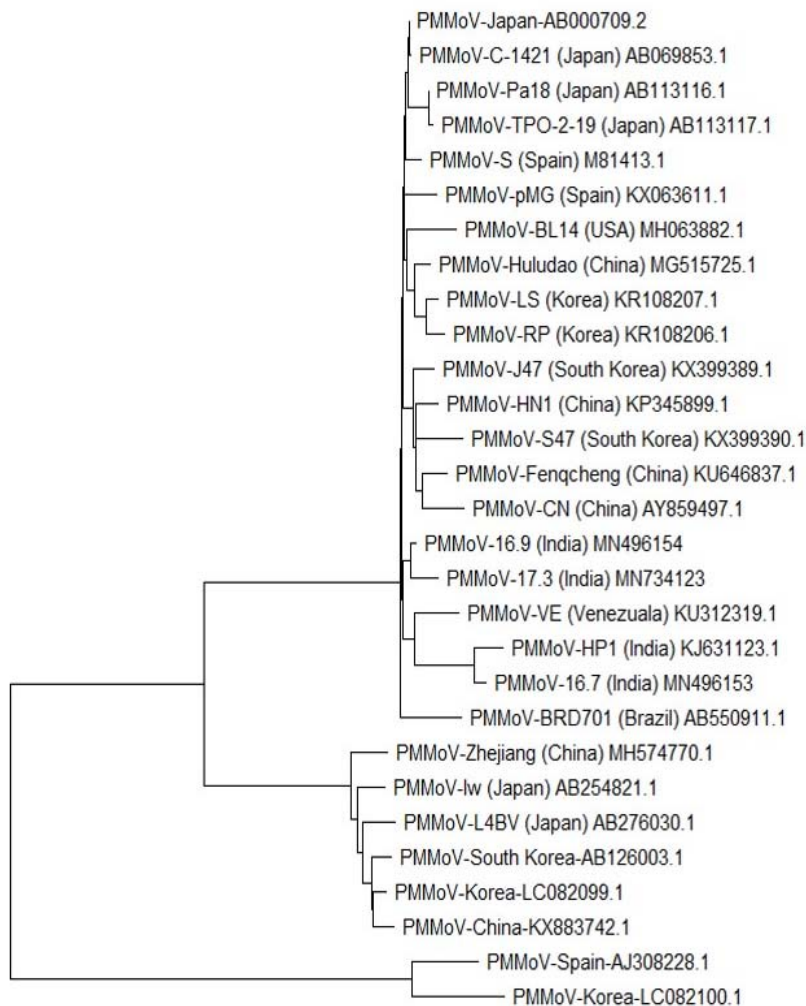 PMMoV-Japan-AB000709.2
PMMoV-C-1421 (Japan) AB069853.1
PMMoV-Pa18 (Japan) AB113116.1
PMMoV-TPO-2-19 (Japan) AB113117.1
PMMoV-S (Spain) M81413.1
PMMoV-pMG (Spain) KX063611.1
PMMoV-BL14 (USA) MH063882.1
PMMoV-Huludao (China) MG515725.1
PMMoV-LS (Korea) KR108207.1
PMMoV-RP (Korea) KR108206.1
PMMoV-J47 (South Korea) KX399389.1
PMMoV-HN1 (China) KP345899.1
PMMoV-S47 (South Korea) KX399390.1
PMMoV-Fenqcheng (China) KU646837.1
PMMoV-CN (China) AY859497.1
PMMoV-16.9 (India) MN496154
PMMoV-17.3 (India) MN734123
PMMoV-VE (Venezuala) KU312319.1
PMMoV-HP1 (India) KJ631123.1
PMMoV-16.7 (India) MN496153
PMMoV-BRD701 (Brazil) AB550911.1
PMMoV-Zhejiang (China) MH574770.1
PMMoV-Iw (Japan) AB254821.1
PMMoV-L4BV (Japan) AB276030.1
PMMoV-South Korea-AB126003.1
PMMoV-Korea-LC082099.1
PMMoV-China-KX883742.1
PMMoV-Spain-AJ308228.1
PMMoV-Korea-LC082100.1